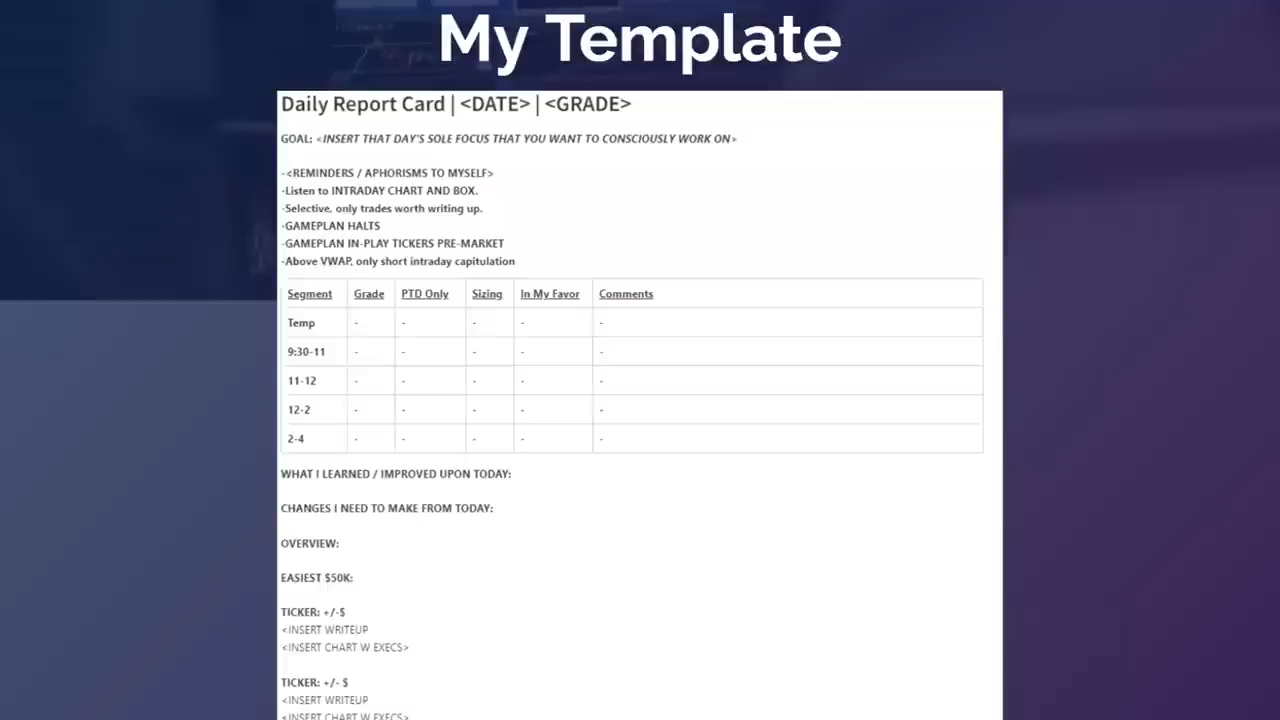 My Template
Daily Report Card | <DATE> | <GRADE>
GOAL: <INSERT THAT DAY'S SOLE FOCUS THAT YOU WANT TO CONSCIOUSLY WORK ON>
-<REMINDERS / APHORISMS TO MYSELF>
-Listen to INTRADAY CHART AND BOX.
-Selective, only trades worth writing up.
-GAMEPLAN HALTS
-GAMEPLAN IN-PLAY TICKERS PRE-MARKET
-Above VWAP, only short intraday capitulation
Segment Grade PTD Only Sizing In My Favor Comments
Temp - - - - -
9:30-11 - - - - -
11-12 - - - - -
12-2 - - - - -
2-4 - - - - -
WHAT I LEARNED / IMPROVED UPON TODAY:
CHANGES I NEED TO MAKE FROM TODAY:
OVERVIEW:
EASIEST $50K:
TICKER: +/-$
<INSERT WRITEUP
<INSERT CHART W EXECS>
TICKER: +/- $
<INSERT WRITEUP
<INSERT CHART W EXECS>